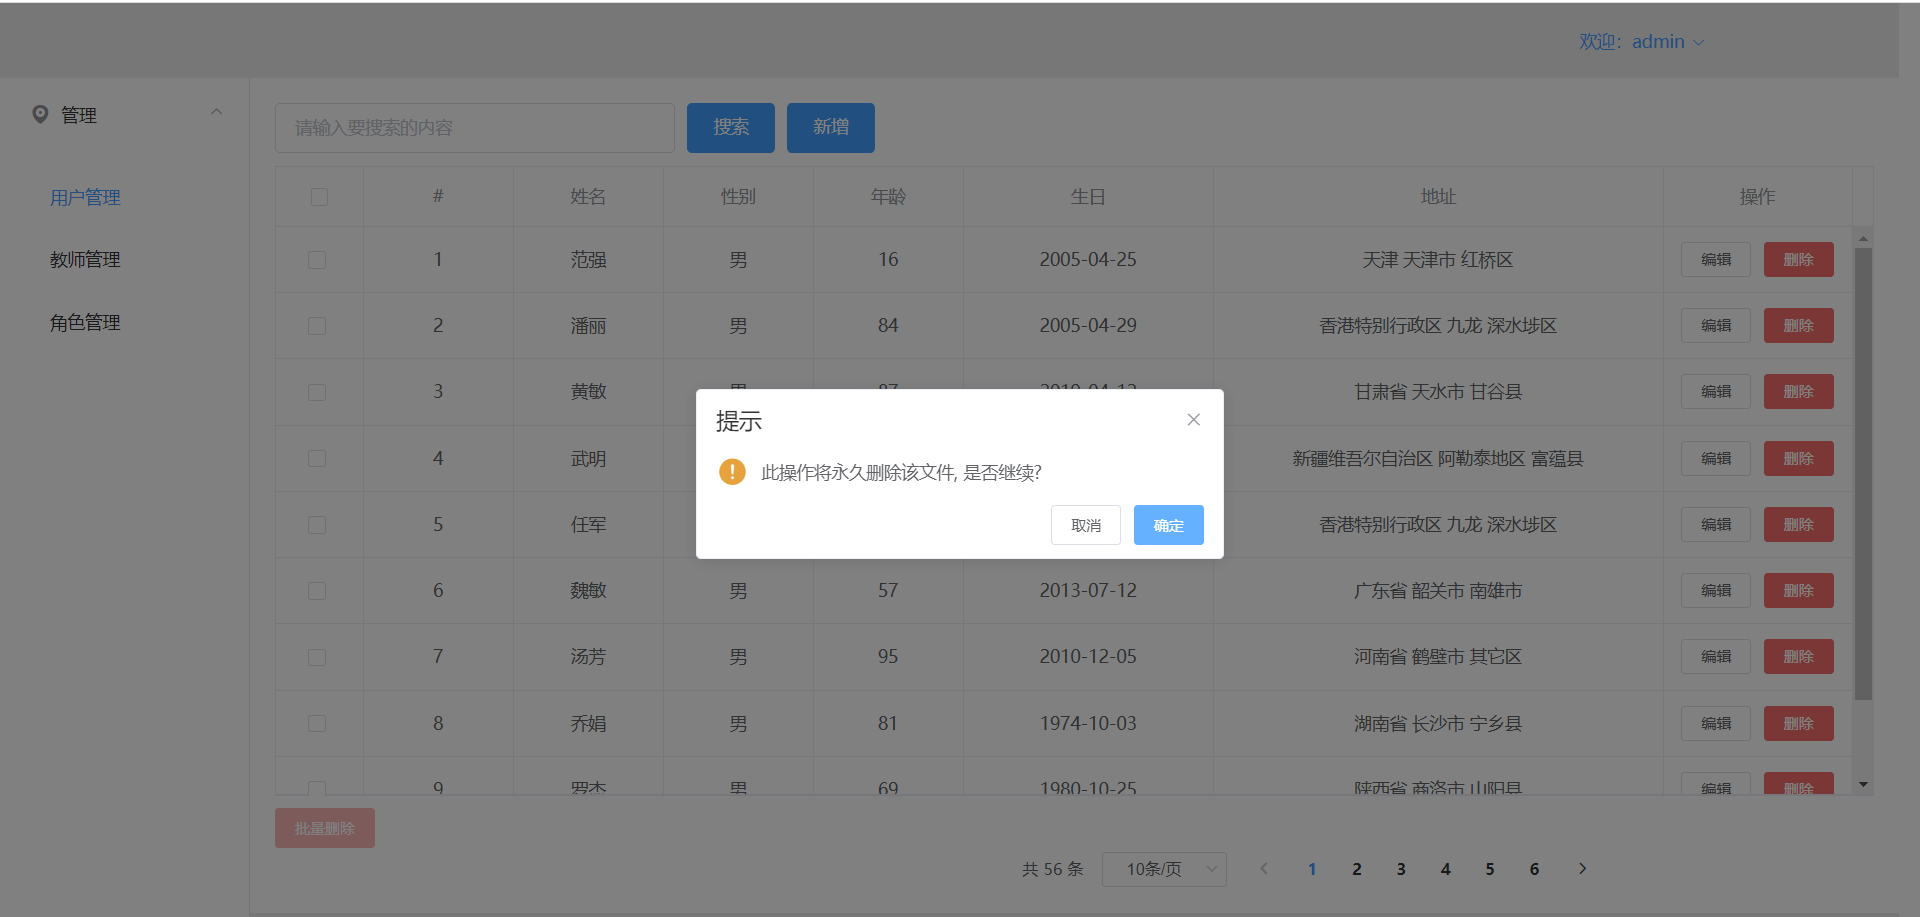 欢迎：admin
管理
用户管理
教师管理
角色管理
请输入要搜索的内容 搜索 新增
# 姓名 性别 年龄 生日 地址 操作
1 范强 男 16 2005-04-25 天津 天津市 红桥区 编辑 删除
2 潘丽 男 84 2005-04-29 香港特别行政区 九龙 深水埗区 编辑 删除
3 黄敏 男 87 2019-04-12 甘肃省 天水市 甘谷县 编辑 删除
4 武明 新疆维吾尔自治区 阿勒泰地区 富蕴县 编辑 删除
5 任军 香港特别行政区 九龙 深水埗区 编辑 删除
6 魏敏 男 57 2013-07-12 广东省 韶关市 南雄市 编辑 删除
7 汤芳 男 95 2010-12-05 河南省 鹤壁市 其它区 编辑 删除
8 乔娟 男 81 1974-10-03 湖南省 长沙市 宁乡县 编辑 删除
9 罗杰 男 69 1980-10-25 陕西省 商洛市 山阳县 编辑 删除
提示
此操作将永久删除该文件, 是否继续?
取消 确定
批量删除
共 56 条 10条/页 1 2 3 4 5 6